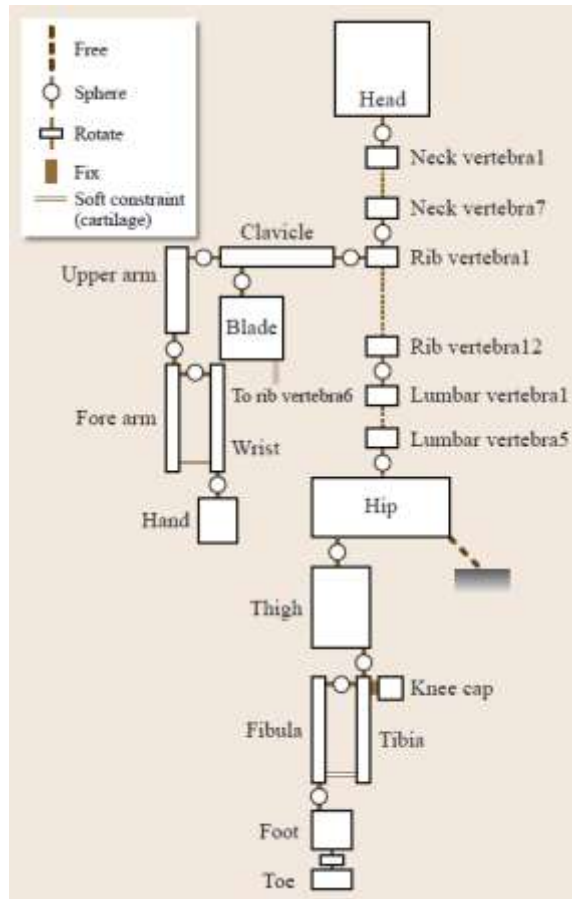 Free
Sphere
Rotate
Fix
Soft constraint
(cartilage)
Head
Neck vertebra1
Neck vertebra7
Clavicle
Rib vertebra1
Upper arm
Blade
Rib vertebra12
To rib vertebra6
Lumbar vertebra1
Fore arm
Wrist
Lumbar vertebra5
Hand
Hip
Thigh
Knee cap
Fibula
Tibia
Foot
Toe